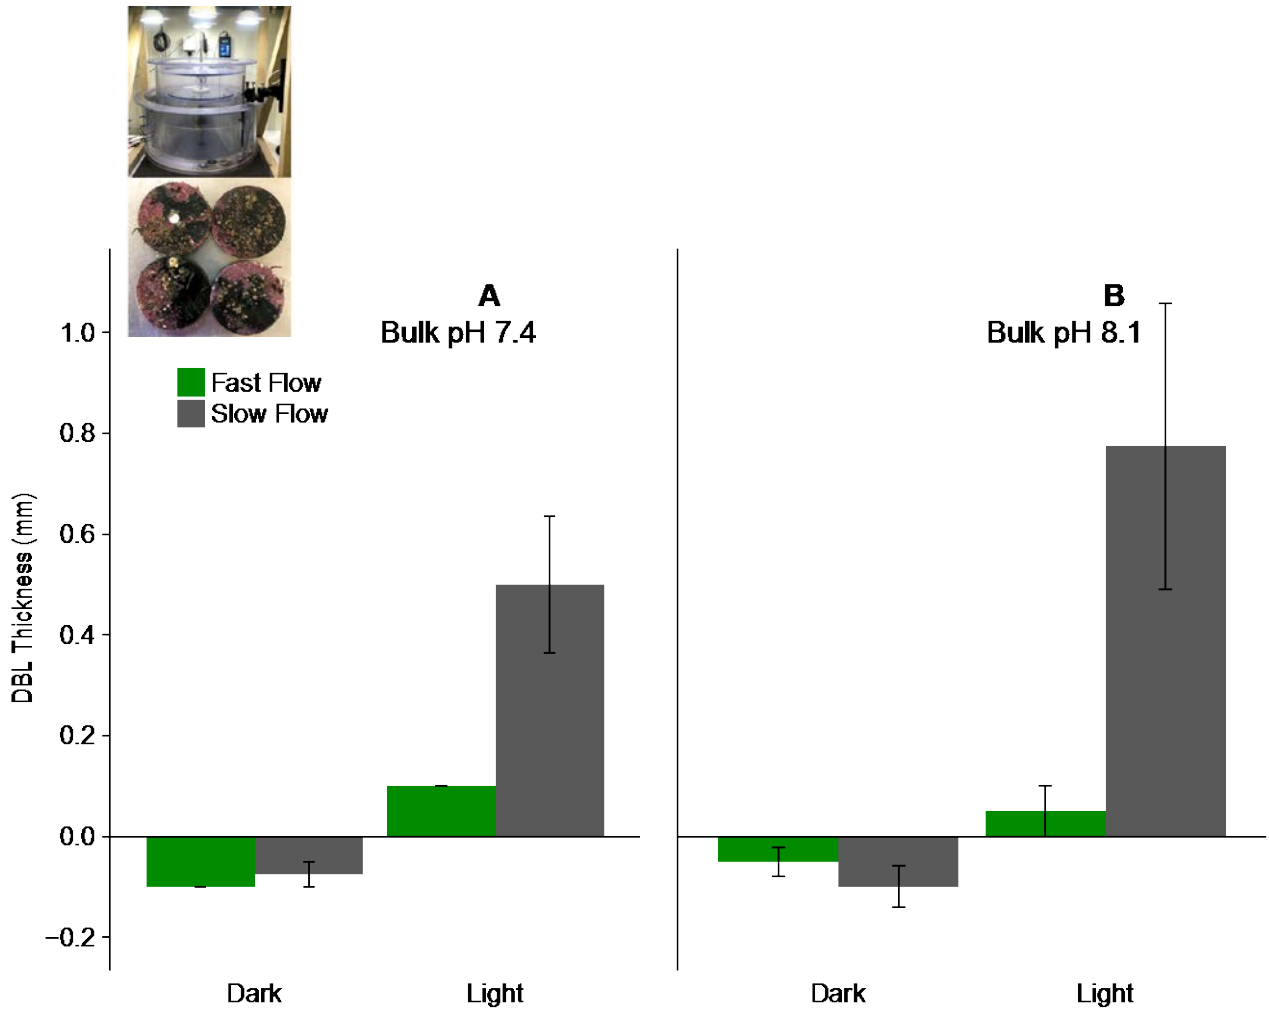 A
Bulk pH 7.4
B
Bulk pH 8.1
Fast Flow
Slow Flow
DBL Thickness (mm)
1.0
0.8
0.6
0.4
0.2
0.0
−0.2
Dark
Light
Dark
Light